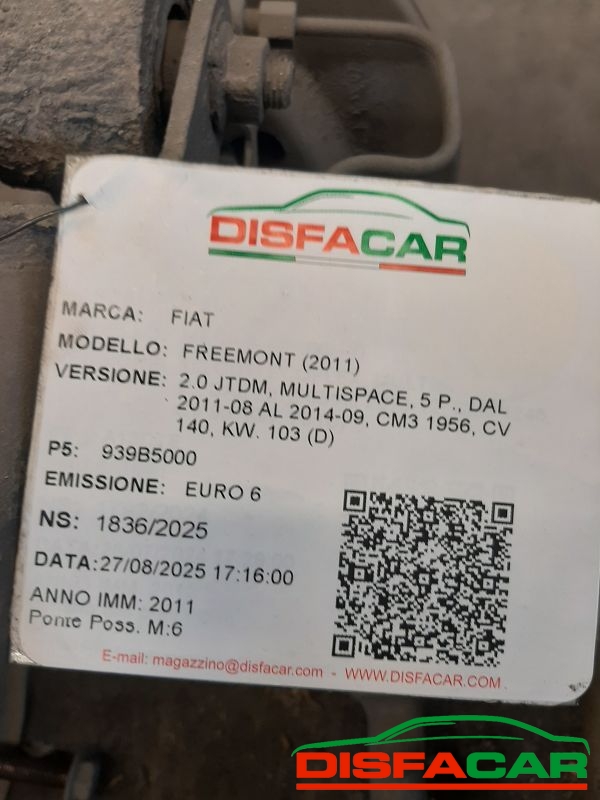 DISFACAR
MARCA: FIAT
MODELLO: FREEMONT (2011)
VERSIONE: 2.0 JTDM, MULTISPACE, 5 P., DAL
2011-08 AL 2014-09, CM3 1956, CV
140, KW. 103 (D)
P5: 939B5000
EMISSIONE: EURO 6
NS: 1836/2025
DATA:27/08/2025 17:16:00
ANNO IMM: 2011
Ponte Poss. M:6
E-mail: magazzino@disfacar.com - WWW.DISFACAR.COM
DISFACAR